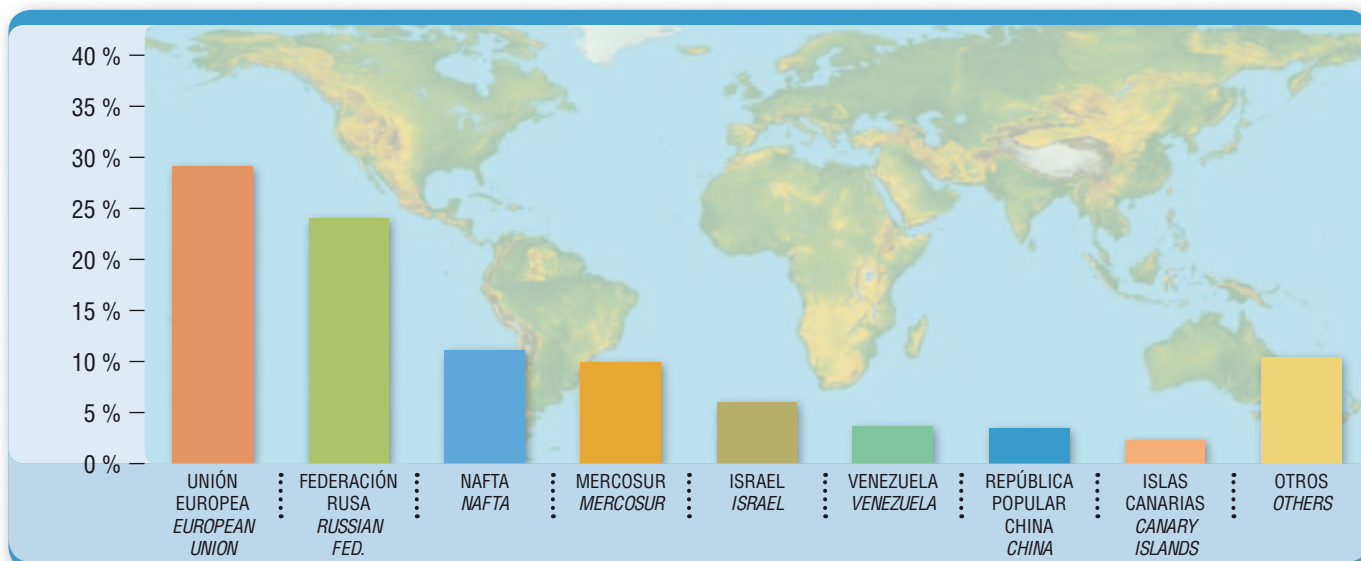 40 %
35 %
30 %
25 %
20 %
15 %
10 %
5 %
0 %
UNIÓN
EUROPEA
EUROPEAN
UNION
FEDERACIÓN
RUSA
RUSSIAN
FED.
NAFTA
NAFTA
MERCOSUR
MERCOSUR
ISRAEL
ISRAEL
VENEZUELA
VENEZUELA
REPÚBLICA
POPULAR
CHINA
CHINA
ISLAS
CANARIAS
CANARY
ISLANDS
OTROS
OTHERS